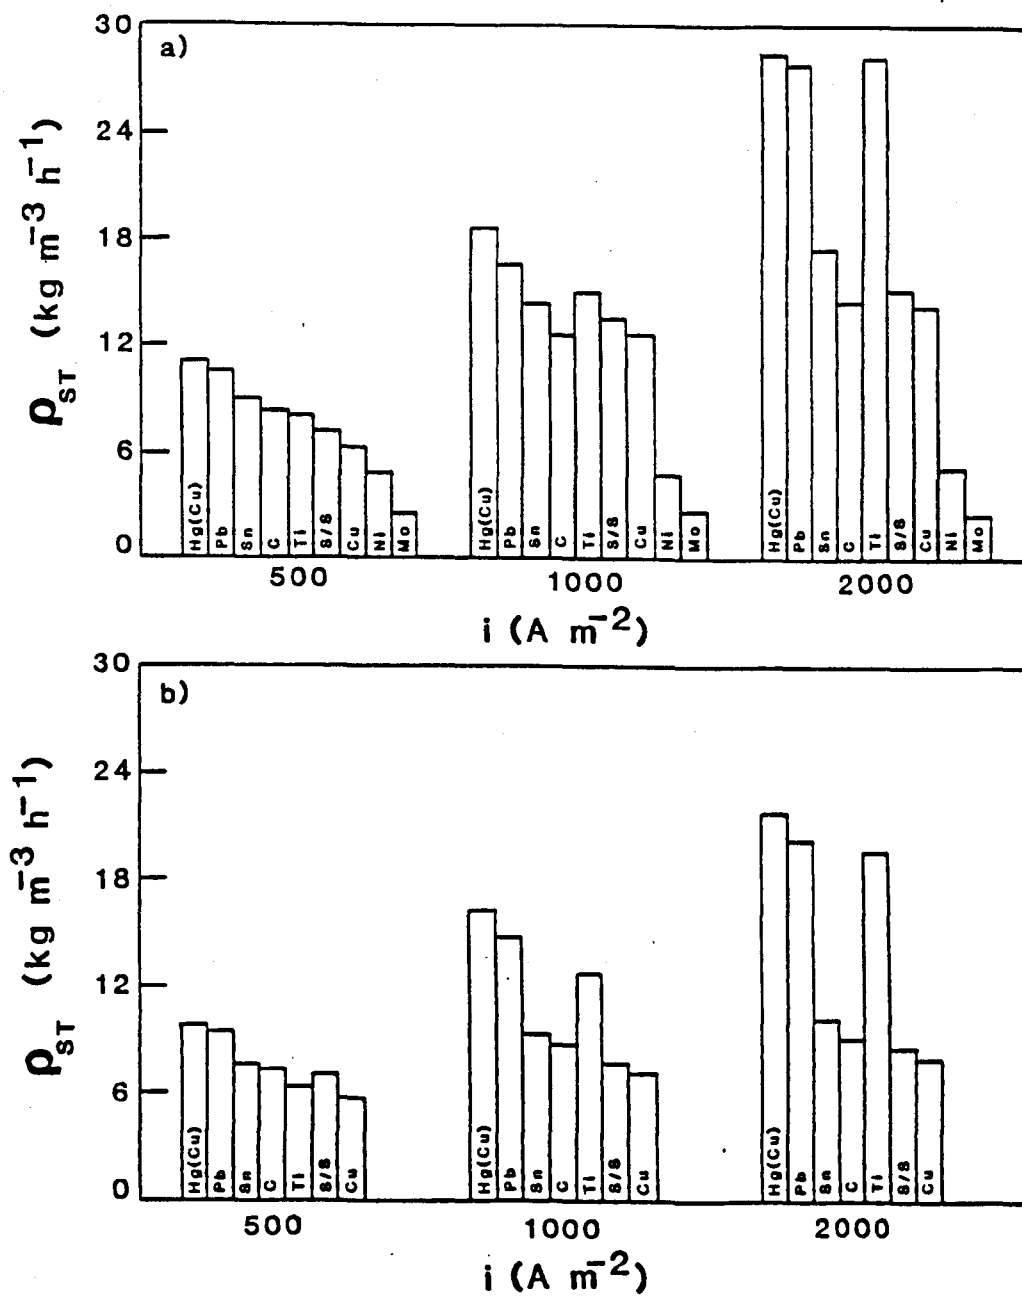 30
a)
24
18
12
6
0
ρST (kg m−3 h−1)
Hg(Cu) Pb Sn C Ti S/S Cu Ni Mo
Hg(Cu) Pb Sn C Ti S/S Cu Ni Mo
Hg(Cu) Pb Sn C Ti S/S Cu Ni Mo
500 1000 2000
i (A m−2)
30
b)
24
18
12
6
0
ρST (kg m−3 h−1)
Hg(Cu) Pb Sn C Ti S/S Cu
Hg(Cu) Pb Sn C Ti S/S Cu
Hg(Cu) Pb Sn C Ti S/S Cu
500 1000 2000
i (A m−2)